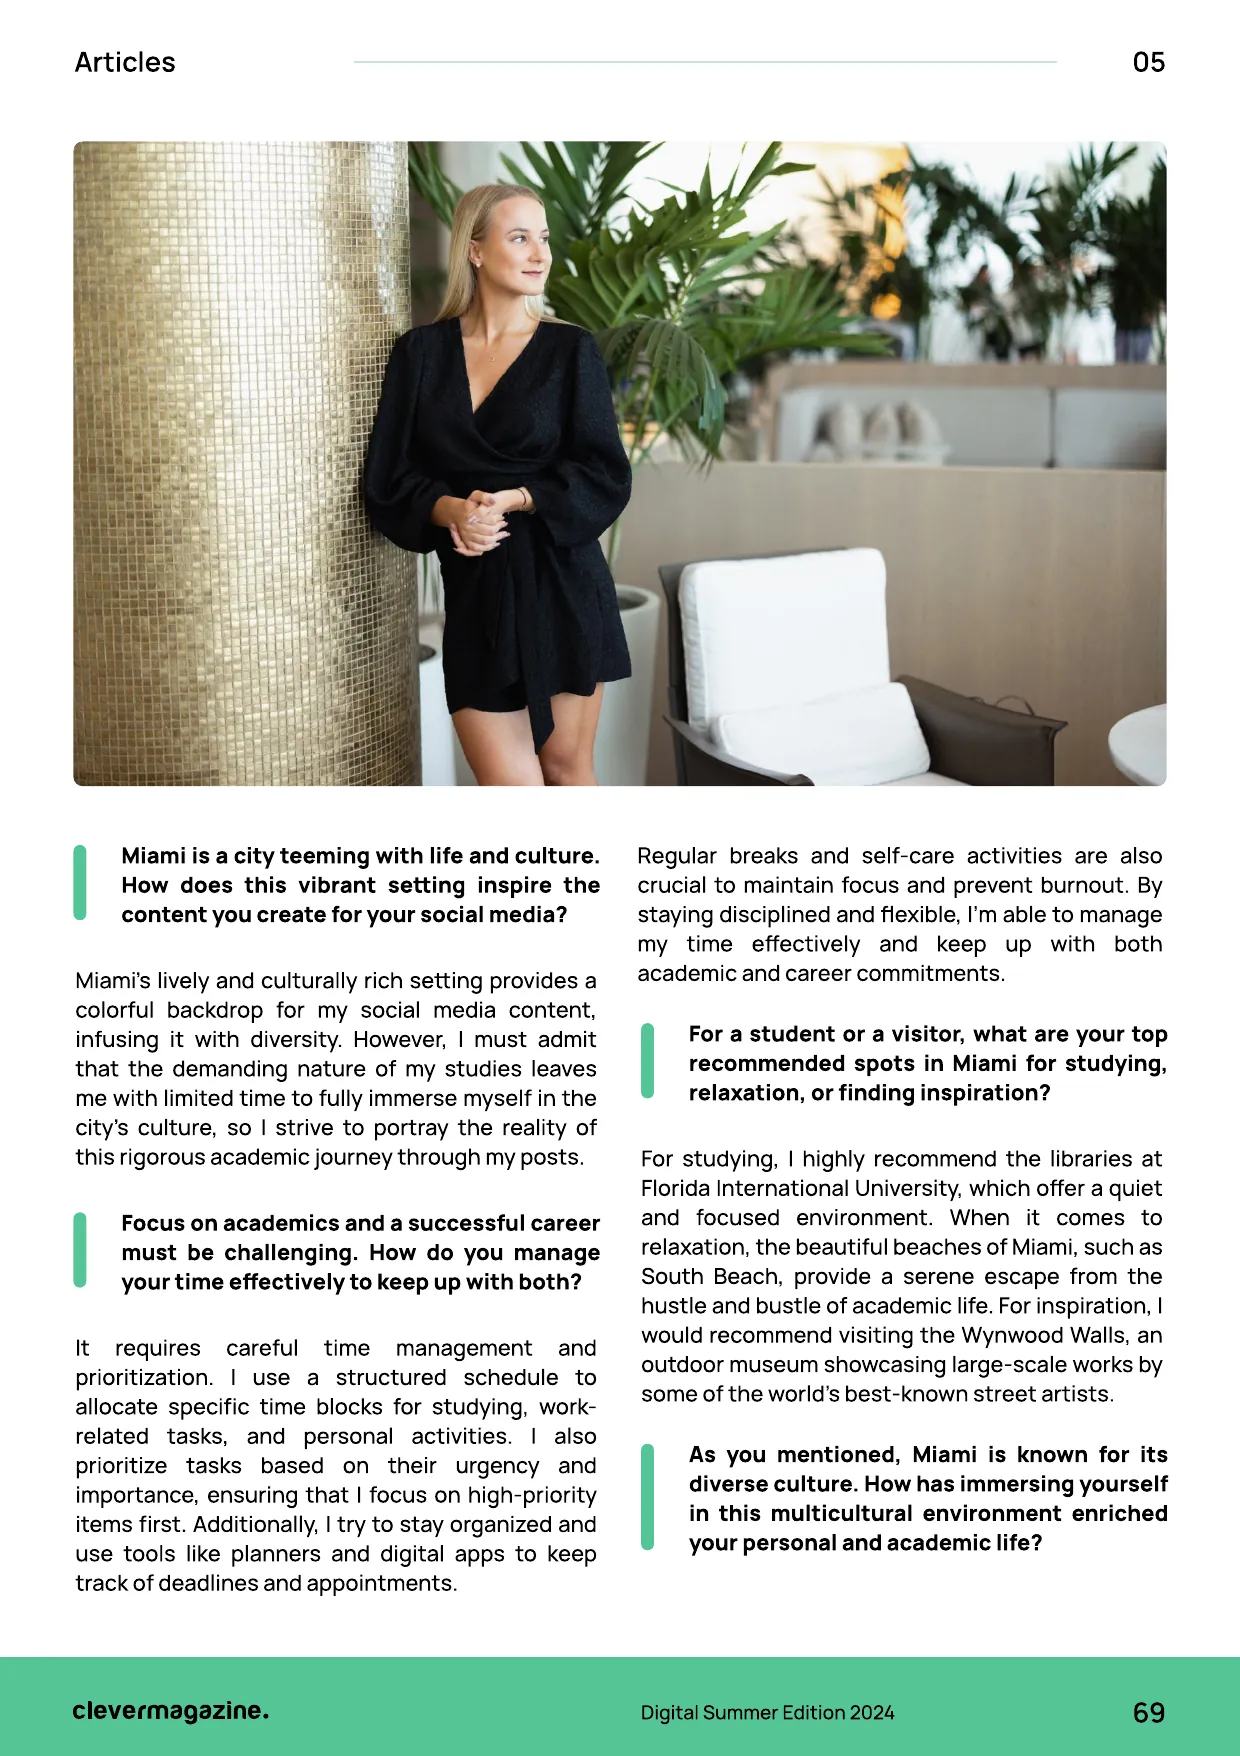 Articles
05
Miami is a city teeming with life and culture.
How does this vibrant setting inspire the
content you create for your social media?
Miami's lively and culturally rich setting provides a
colorful backdrop for my social media content,
infusing it with diversity. However, I must admit
that the demanding nature of my studies leaves
me with limited time to fully immerse myself in the
city's culture, so I strive to portray the reality of
this rigorous academic journey through my posts.
Focus on academics and a successful career
must be challenging. How do you manage
your time effectively to keep up with both?
It requires careful time management and
prioritization. I use a structured schedule to
allocate specific time blocks for studying, work-
related tasks, and personal activities. I also
prioritize tasks based on their urgency and
importance, ensuring that I focus on high-priority
items first. Additionally, I try to stay organized and
use tools like planners and digital apps to keep
track of deadlines and appointments.
Regular breaks and self-care activities are also
crucial to maintain focus and prevent burnout. By
staying disciplined and flexible, I'm able to manage
my time effectively and keep up with both
academic and career commitments.
For a student or a visitor, what are your top
recommended spots in Miami for studying,
relaxation, or finding inspiration?
For studying, I highly recommend the libraries at
Florida International University, which offer a quiet
and focused environment. When it comes to
relaxation, the beautiful beaches of Miami, such as
South Beach, provide a serene escape from the
hustle and bustle of academic life. For inspiration, I
would recommend visiting the Wynwood Walls, an
outdoor museum showcasing large-scale works by
some of the world's best-known street artists.
As you mentioned, Miami is known for its
diverse culture. How has immersing yourself
in this multicultural environment enriched
your personal and academic life?
clevermagazine.
Digital Summer Edition 2024
69